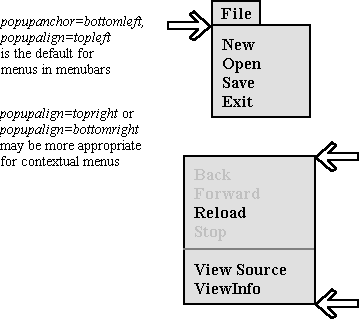 popupanchor=bottomleft,
popupalign=topleft
is the default for
menus in menubars
File
New
Open
Save
Exit
popupalign=topright or
popupalign=bottomright
may be more appropriate
for contextual menus
Back
Forward
Reload
Stop
View Source
ViewInfo